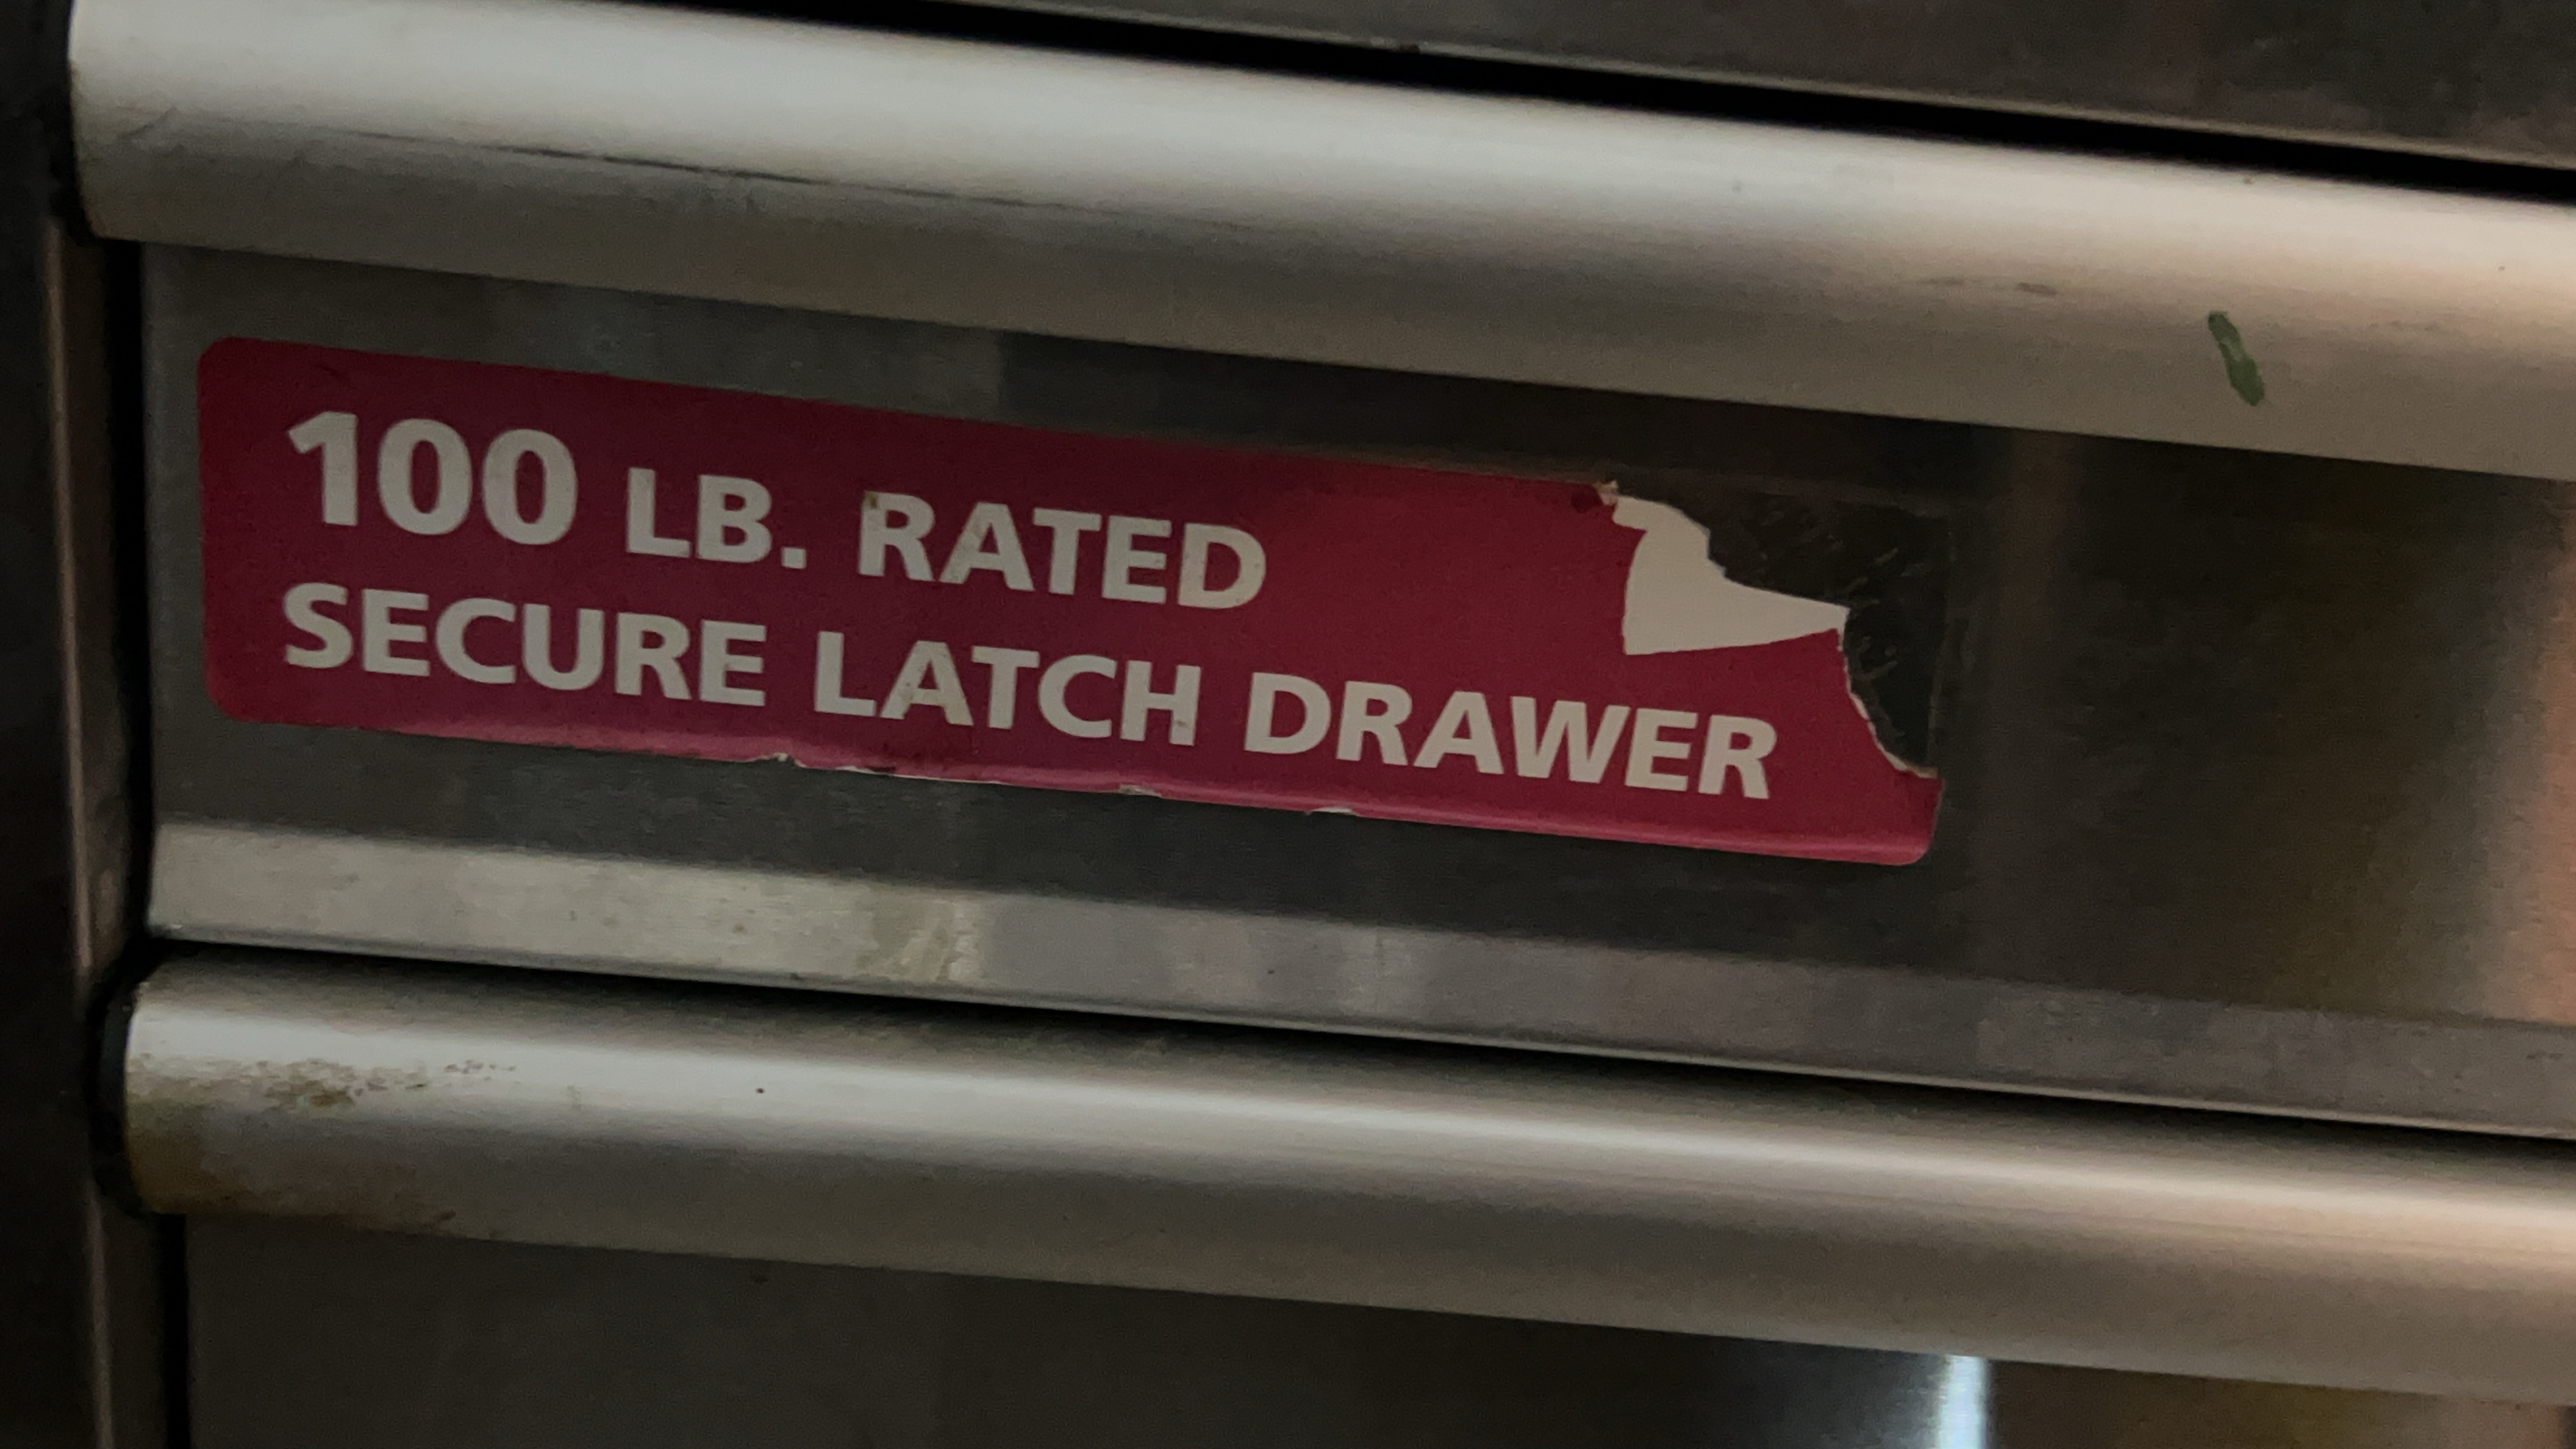 100 LB. RATED
SECURE LATCH DRAWER